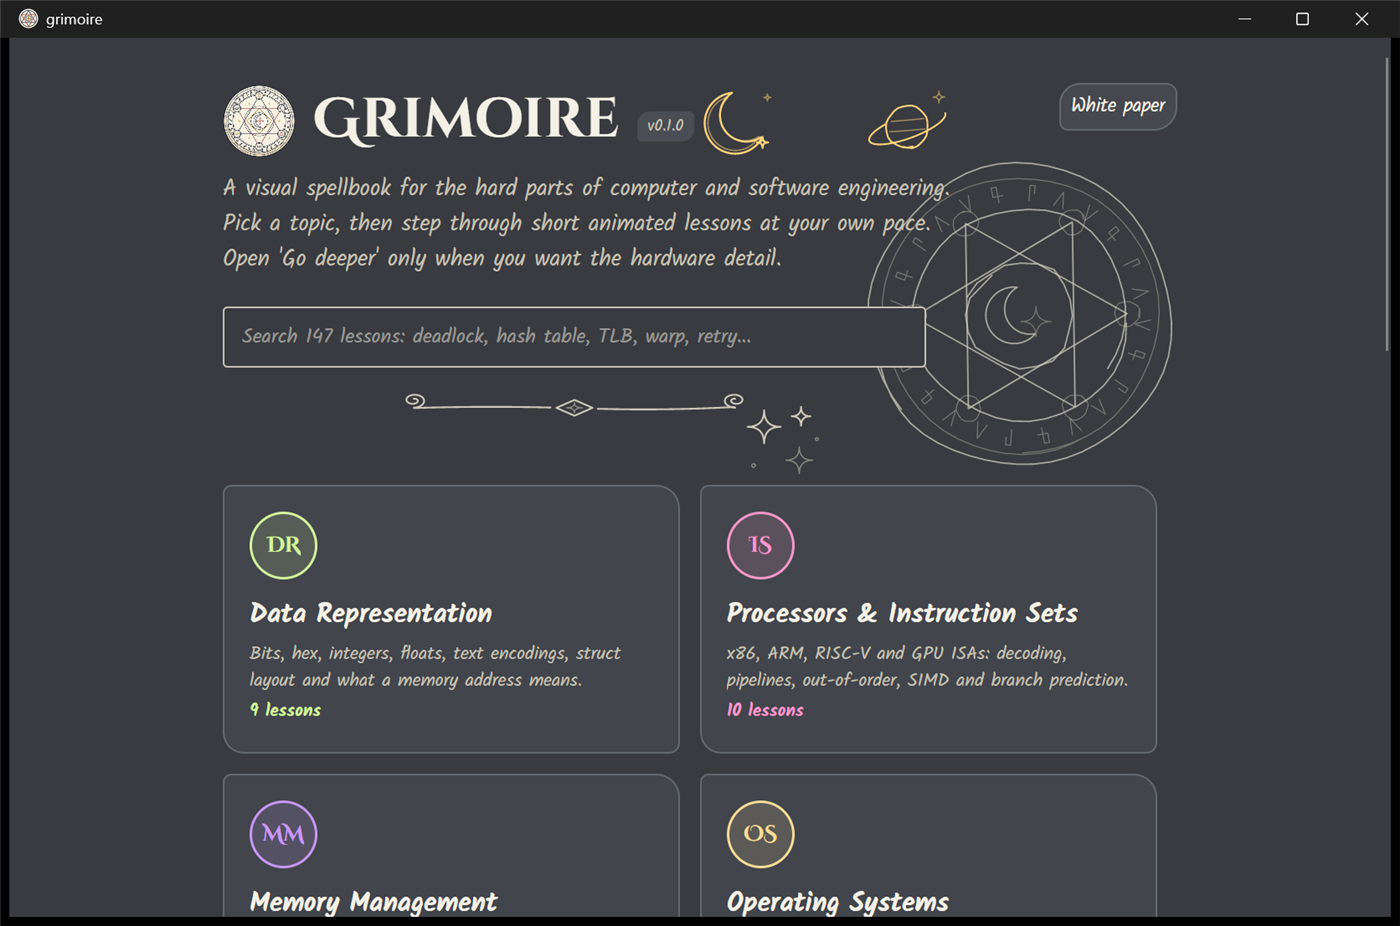 grimoire
GRIMOIRE
v0.1.0
White paper
A visual spellbook for the hard parts of computer and software engineering.
Pick a topic, then step through short animated lessons at your own pace.
Open 'Go deeper' only when you want the hardware detail.
Search 147 lessons: deadlock, hash table, TLB, warp, retry...
DR
Data Representation
Bits, hex, integers, floats, text encodings, struct
layout and what a memory address means.
9 lessons
IS
Processors & Instruction Sets
x86, ARM, RISC-V and GPU ISAs: decoding,
pipelines, out-of-order, SIMD and branch prediction.
10 lessons
MM
Memory Management
OS
Operating Systems